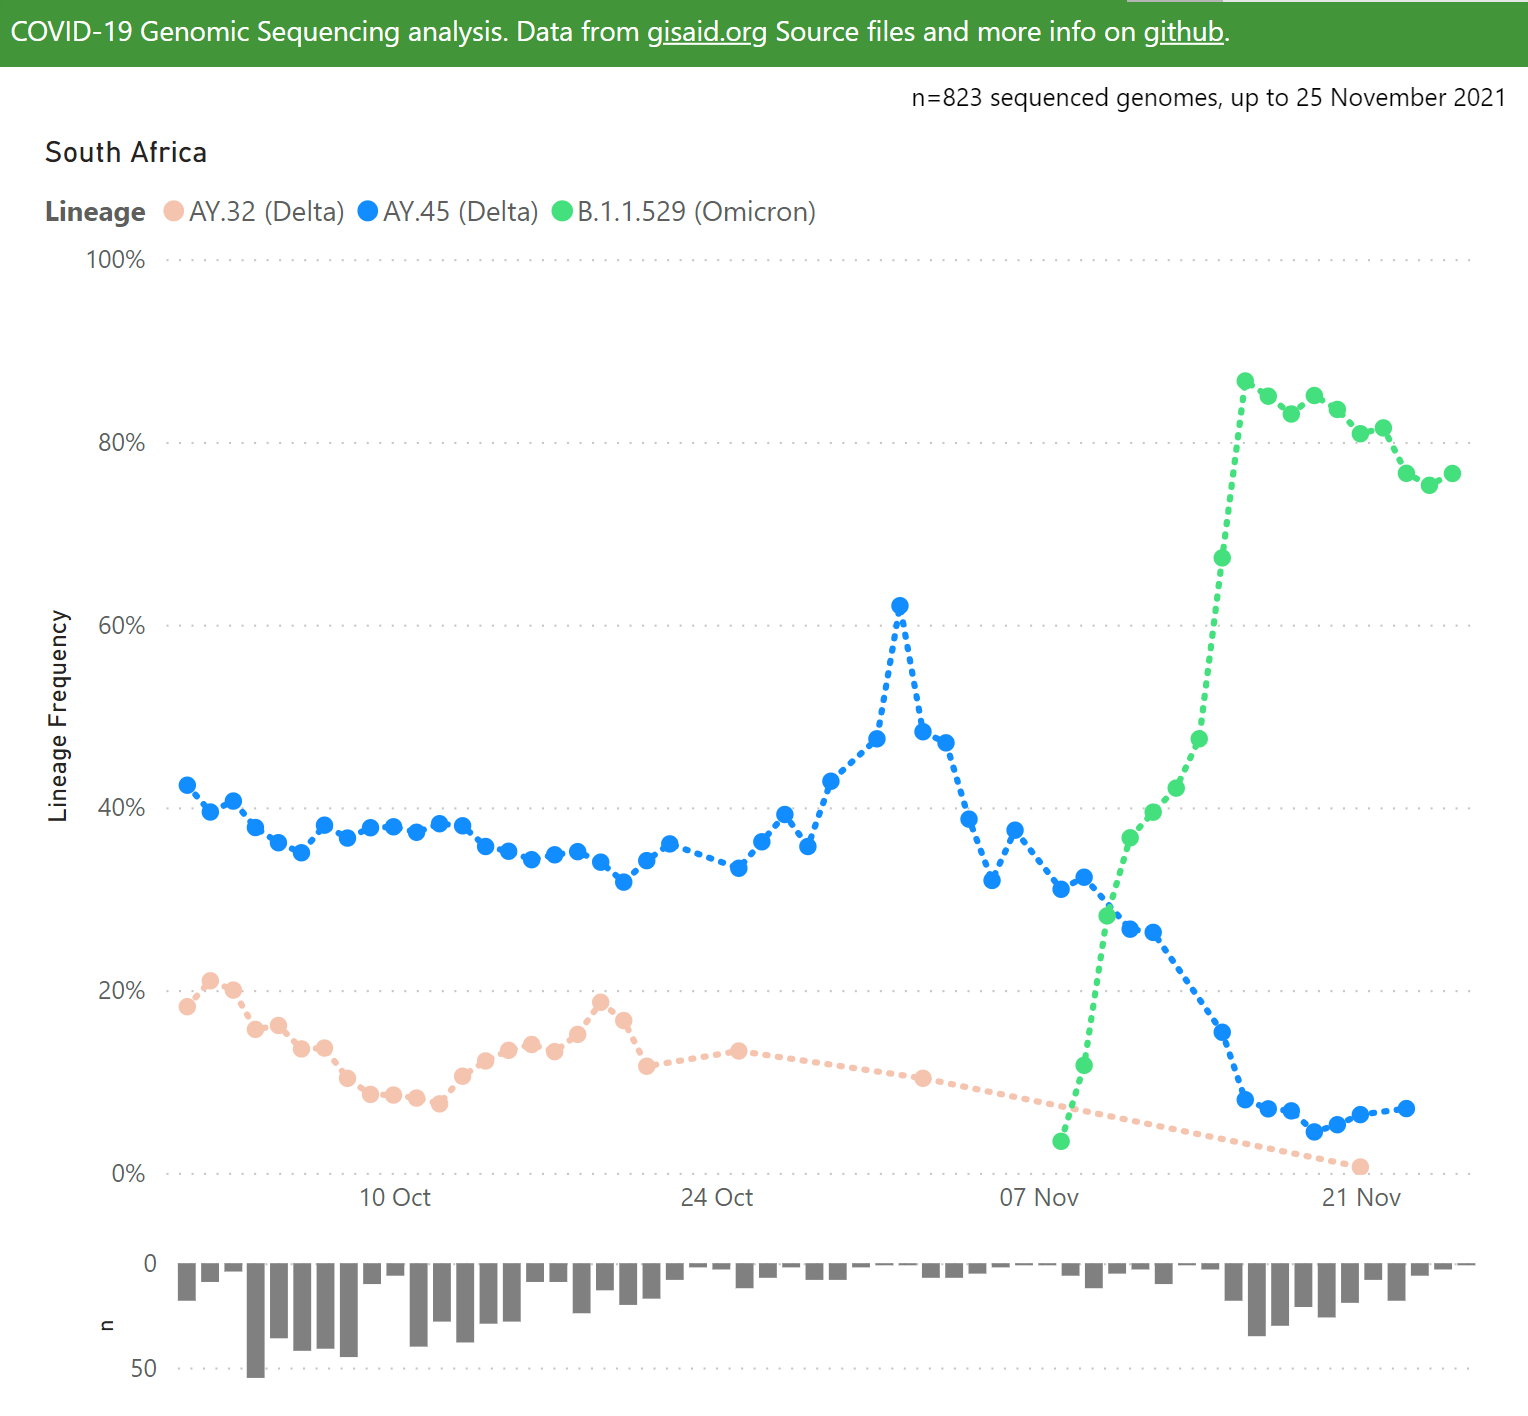 COVID-19 Genomic Sequencing analysis. Data from gisaid.org Source files and more info on github.
n=823 sequenced genomes, up to 25 November 2021
South Africa
Lineage AY.32 (Delta) AY.45 (Delta) B.1.1.529 (Omicron)
100%
80%
60%
40%
20%
0%
Lineage Frequency
10 Oct 24 Oct 07 Nov 21 Nov
0
n
50